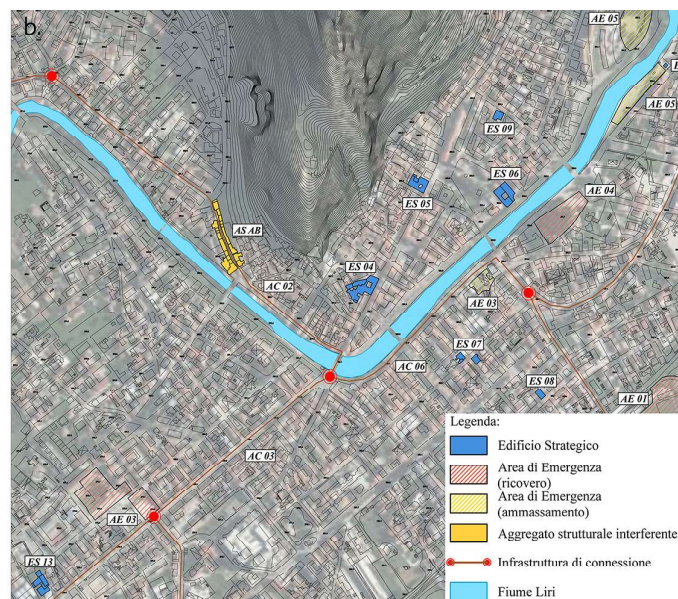 b.
AE 05
E
AE 05
ES 09
ES 06
ES 05
AE 04
AS AB
ES 04
AC 02
AE 03
ES 07
AC 06
ES 08
AE 01
AC 03
AE 03
ES 13
Legenda:
Edificio Strategico
Area di Emergenza
(ricovero)
Area di Emergenza
(ammassamento)
Aggregato strutturale interferente
Infrastruttura di connessione
Fiume Liri